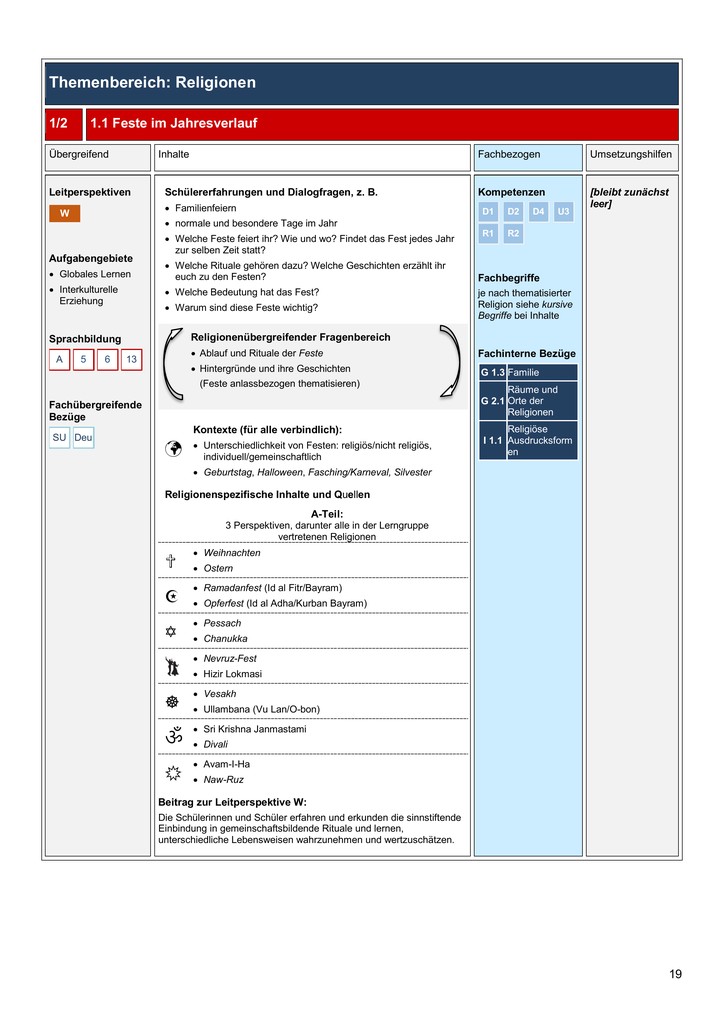 Themenbereich: Religionen
1/2 1.1 Feste im Jahresverlauf
Übergreifend
Inhalte
Fachbezogen
Umsetzungshilfen
Leitperspektiven
W
Aufgabengebiete
• Globales Lernen
• Interkulturelle
Erziehung
Sprachbildung
A 5 6 13
Fachübergreifende
Bezüge
SU Deu
Schülererfahrungen und Dialogfragen, z. B.
• Familienfeiern
• normale und besondere Tage im Jahr
• Welche Feste feiert ihr? Wie und wo? Findet das Fest jedes Jahr
zur selben Zeit statt?
• Welche Rituale gehören dazu? Welche Geschichten erzählt ihr
euch zu den Festen?
• Welche Bedeutung hat das Fest?
• Warum sind diese Feste wichtig?
Religionenübergreifender Fragenbereich
• Ablauf und Rituale der Feste
• Hintergründe und ihre Geschichten
(Feste anlassbezogen thematisieren)
Kontexte (für alle verbindlich):
• Unterschiedlichkeit von Festen: religiös/nicht religiös,
individuell/gemeinschaftlich
• Geburtstag, Halloween, Fasching/Karneval, Silvester
Religionenspezifische Inhalte und Quellen
A-Teil:
3 Perspektiven, darunter alle in der Lerngruppe
vertretenen Religionen
• Weihnachten
• Ostern
• Ramadanfest (Id al Fitr/Bayram)
• Opferfest (Id al Adha/Kurban Bayram)
• Pessach
• Chanukka
• Nevruz-Fest
• Hizir Lokmasi
• Vesakh
• Ullambana (Vu Lan/O-bon)
• Sri Krishna Janmastami
• Divali
• Avam-I-Ha
• Naw-Ruz
Beitrag zur Leitperspektive W:
Die Schülerinnen und Schüler erfahren und erkunden die sinnstiftende
Einbindung in gemeinschaftsbildende Rituale und lernen,
unterschiedliche Lebensweisen wahrzunehmen und wertzuschätzen.
Kompetenzen
D1 D2 D4 U3
R1 R2
Fachbegriffe
je nach thematisierter
Religion siehe kursive
Begriffe bei Inhalte
Fachinterne Bezüge
G 1.3 Familie
Räume und
G 2.1 Orte der
Religionen
Religiöse
I 1.1 Ausdrucksform
en
[bleibt zunächst
leer]
19